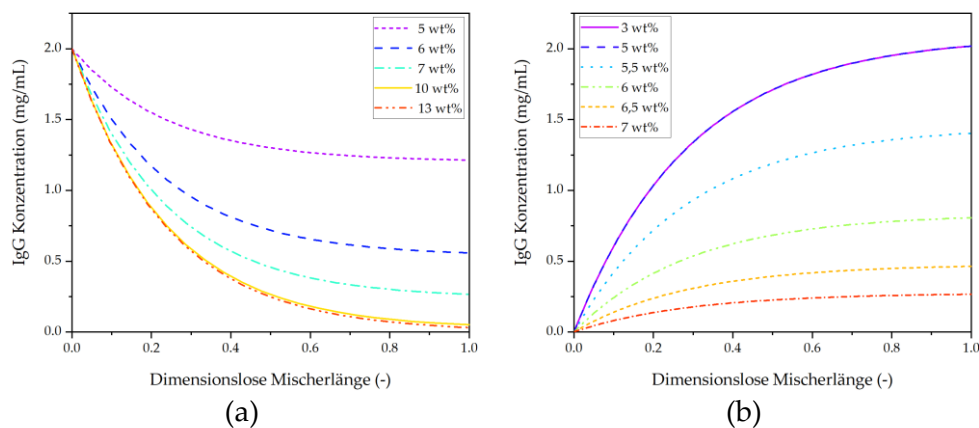 5 wt%
6 wt%
7 wt%
10 wt%
13 wt%
2.0
1.5
1.0
0.5
0.0
IgG Konzentration (mg/mL)
0.0 0.2 0.4 0.6 0.8 1.0
Dimensionslose Mischerlänge (-)
(a)
3 wt%
5 wt%
5,5 wt%
6 wt%
6,5 wt%
7 wt%
2.0
1.5
1.0
0.5
0.0
IgG Konzentration (mg/mL)
0.0 0.2 0.4 0.6 0.8 1.0
Dimensionslose Mischerlänge (-)
(b)